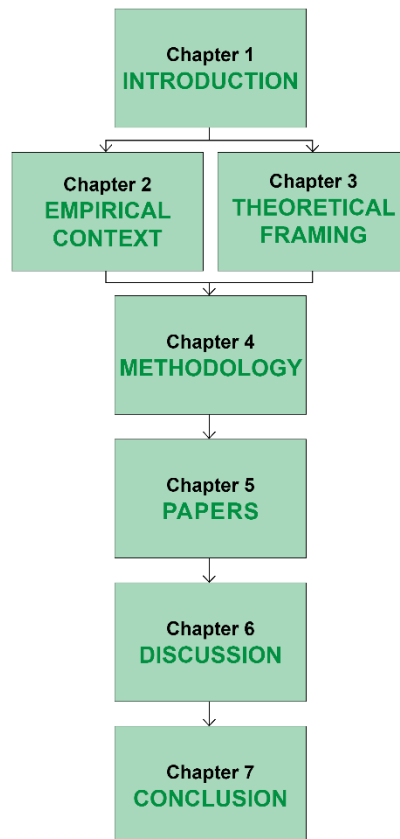 Chapter 1
INTRODUCTION
Chapter 2
EMPIRICAL
CONTEXT
Chapter 3
THEORETICAL
FRAMING
Chapter 4
METHODOLOGY
Chapter 5
PAPERS
Chapter 6
DISCUSSION
Chapter 7
CONCLUSION